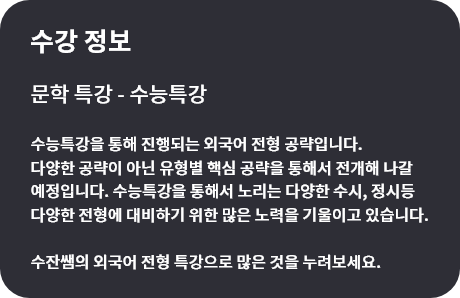 수강 정보
문학 특강 - 수능특강
수능특강을 통해 진행되는 외국어 전형 공략입니다.
다양한 공략이 아닌 유형별 핵심 공략을 통해서 전개해 나갈
예정입니다. 수능특강을 통해서 노리는 다양한 수시, 정시등
다양한 전형에 대비하기 위한 많은 노력을 기울이고 있습니다.
수잔쌤의 외국어 전형 특강으로 많은 것을 누려보세요.